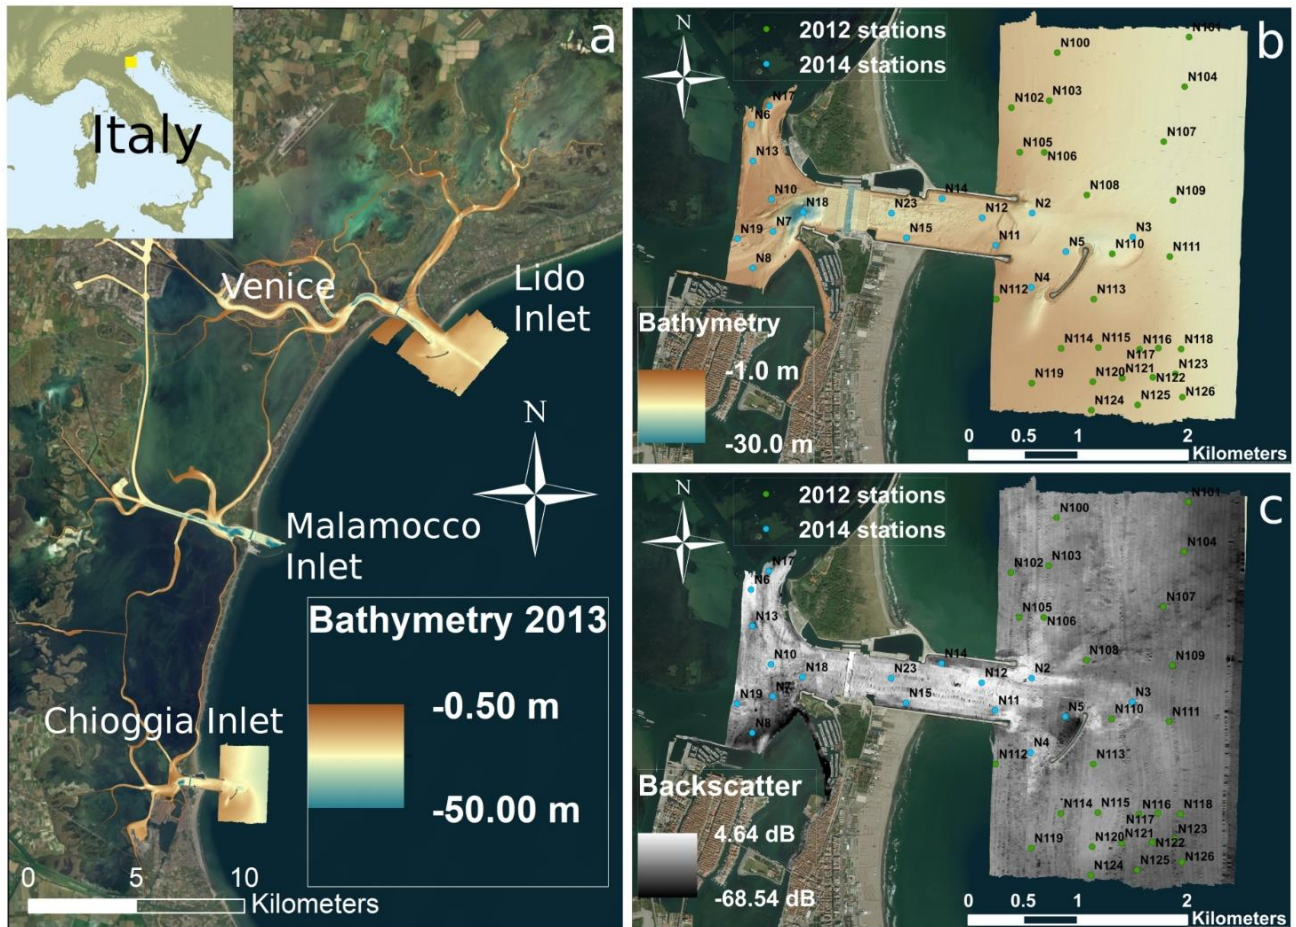 a
Italy
Venice
Lido
Inlet
N
Malamocco
Inlet
Bathymetry 2013
-0.50 m
-50.00 m
Chioggia Inlet
0 5 10
Kilometers
b
N
2012 stations
2014 stations
N100
N101
N102
N103
N104
N105
N106
N107
N108
N109
N17
N6
N13
N10
N18
N19
N7
N8
N23
N14
N15
N12
N11
N2
N3
N5
N110
N111
N4
N112
N113
N114
N115
N116
N117
N118
N119
N120
N121
N122
N123
N124
N125
N126
Bathymetry
-1.0 m
-30.0 m
0 0.5 1 2
Kilometers
c
N
2012 stations
2014 stations
N100
N101
N102
N103
N104
N105
N106
N107
N108
N109
N17
N6
N13
N10
N18
N19
N7
N8
N23
N14
N15
N12
N11
N2
N3
N5
N110
N111
N4
N112
N113
N114
N115
N116
N117
N118
N119
N120
N121
N122
N123
N124
N125
N126
Backscatter
4.64 dB
-68.54 dB
0 0.5 1 2
Kilometers